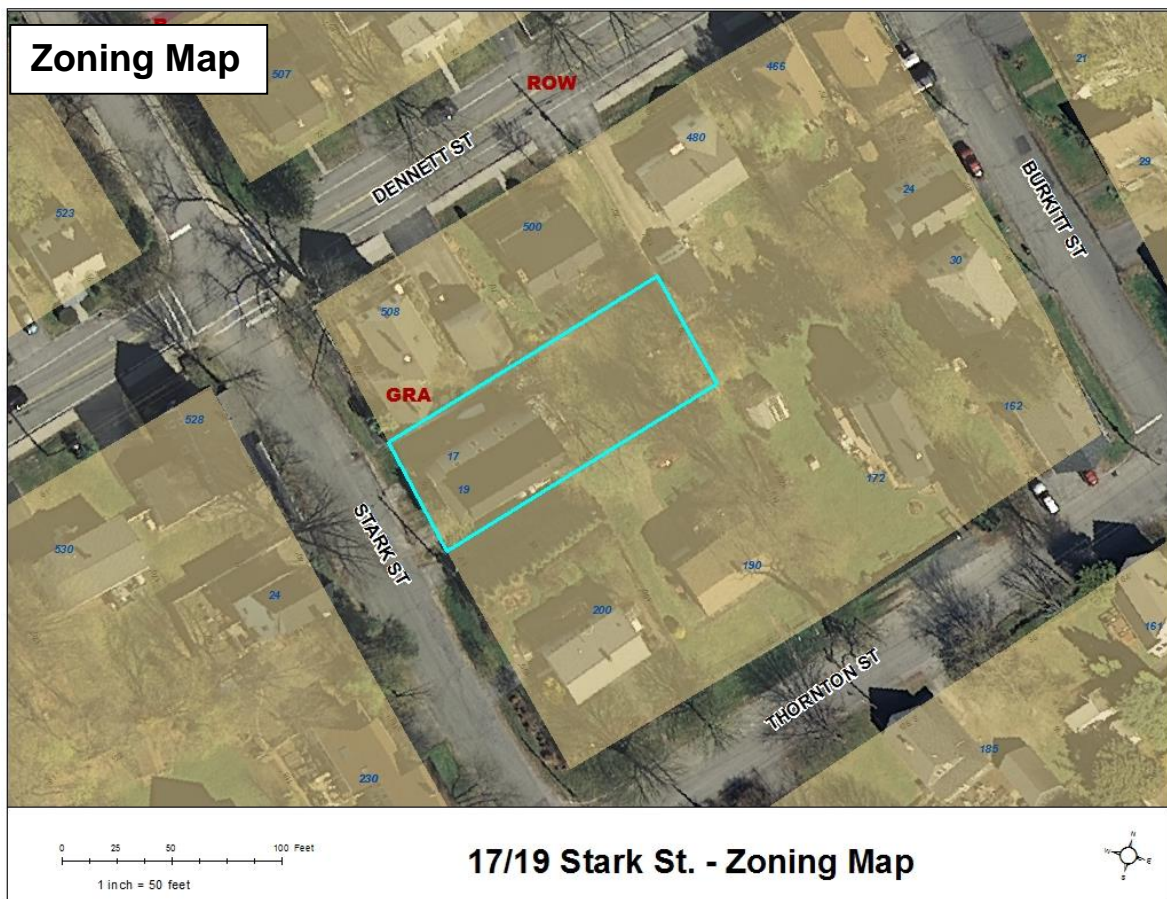 Zoning Map
507
466
21
ROW
DENNETT ST
480
29
BURKITT ST
24
523
500
30
508
GRA
528
162
17
172
19
STARK ST
530
190
24
200
161
THORNTON ST
185
230
0 25 50 100 Feet
1 inch = 50 feet
17/19 Stark St. - Zoning Map
N
W
E
S